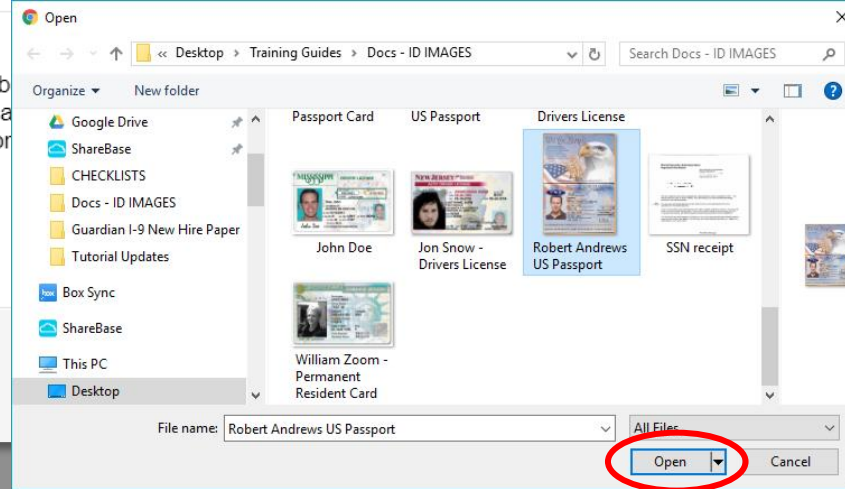 Open
« Desktop > Training Guides > Docs - ID IMAGES
Search Docs - ID IMAGES
Organize
New folder
Google Drive
ShareBase
CHECKLISTS
Docs - ID IMAGES
Guardian I-9 New Hire Paper
Tutorial Updates
Box Sync
ShareBase
This PC
Desktop
Passport Card
US Passport
Drivers License
MISSISSIPPI
NEW JERSEY
John Doe
Jon Snow -
Drivers License
Robert Andrews
US Passport
SSN receipt
William Zoom -
Permanent
Resident Card
File name:
Robert Andrews US Passport
All Files
Open
Cancel